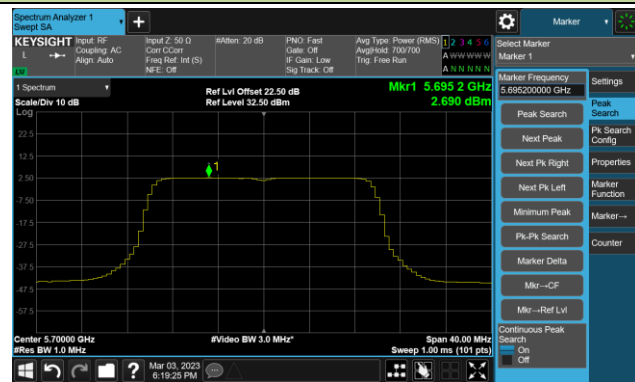 Spectrum Analyzer 1
Swept SA
Marker
KEYSIGHT
Input: RF
Coupling: AC
Align: Auto
Input Z: 50 Ω
Corr CCorr
Freq Ref: Int (S)
NFE: Off
#Atten: 20 dB
PNO: Fast
Gate: Off
IF Gain: Low
Sig Track: Off
Avg Type: Power (RMS)
Avg|Hold: 700/700
Trig: Free Run
1 2 3 4 5 6
A W W W W W
A N N N N N
L
LXI
Select Marker
Marker 1
1 Spectrum
Scale/Div 10 dB
Log
Ref Lvl Offset 22.50 dB
Ref Level 32.50 dBm
Mkr1 5.695 2 GHz
2.690 dBm
22.5
12.5
2.50
-7.50
-17.5
-27.5
-37.5
-47.5
-57.5
1
Center 5.70000 GHz
#Res BW 1.0 MHz
#Video BW 3.0 MHz*
Span 40.00 MHz
Sweep 1.00 ms (101 pts)
Marker Frequency
5.695200000 GHz
Peak Search
Next Peak
Next Pk Right
Next Pk Left
Minimum Peak
Pk-Pk Search
Marker Delta
Mkr→CF
Mkr→Ref Lvl
Continuous Peak
Search
On
Off
Settings
Peak
Search
Pk Search
Config
Properties
Marker
Function
Marker→
Counter
?
Mar 03, 2023
6:19:25 PM